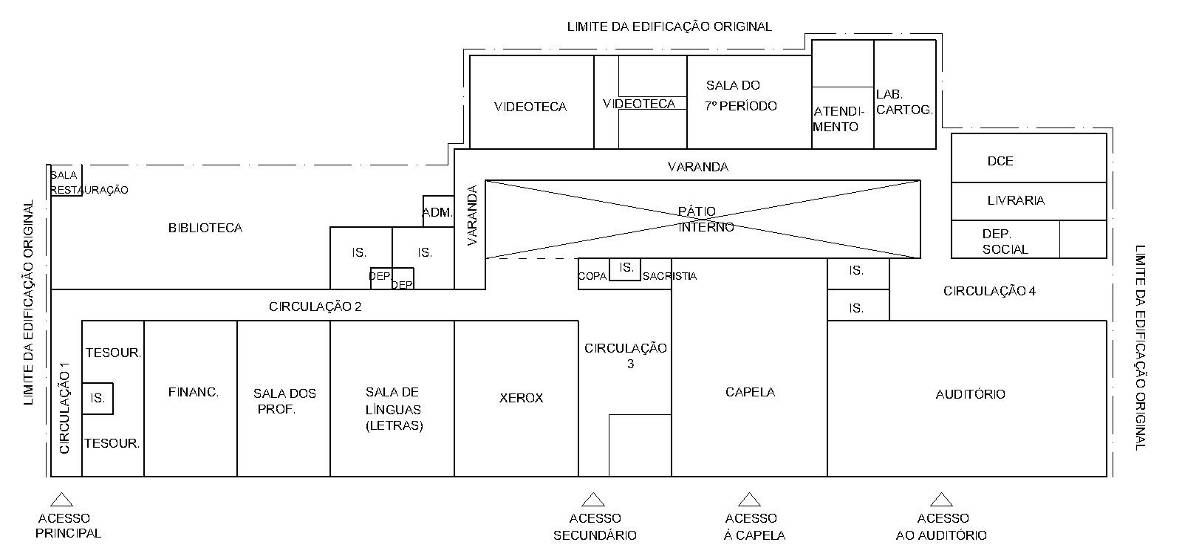 LIMITE DA EDIFICAÇÃO ORIGINAL
VIDEOTECA
VIDEOTECA
SALA DO
7º PERÍODO
ATENDI-
MENTO
LAB.
CARTOG.
DCE
LIVRARIA
DEP.
SOCIAL
VARANDA
VARANDA
PÁTIO
INTERNO
SALA
RESTAURAÇÃO
BIBLIOTECA
ADM.
IS.
IS.
DEP.
DEP.
COPA
IS.
SACRISTIA
IS.
IS.
CIRCULAÇÃO 4
CIRCULAÇÃO 2
CIRCULAÇÃO 1
CIRCULAÇÃO
3
TESOUR.
IS.
TESOUR.
FINANC.
SALA DOS
PROF.
SALA DE
LÍNGUAS
(LETRAS)
XEROX
CAPELA
AUDITÓRIO
LIMITE DA EDIFICAÇÃO ORIGINAL
LIMITE DA EDIFICAÇÃO ORIGINAL
ACESSO
PRINCIPAL
ACESSO
SECUNDÁRIO
ACESSO
Á CAPELA
ACESSO
AO AUDITÓRIO